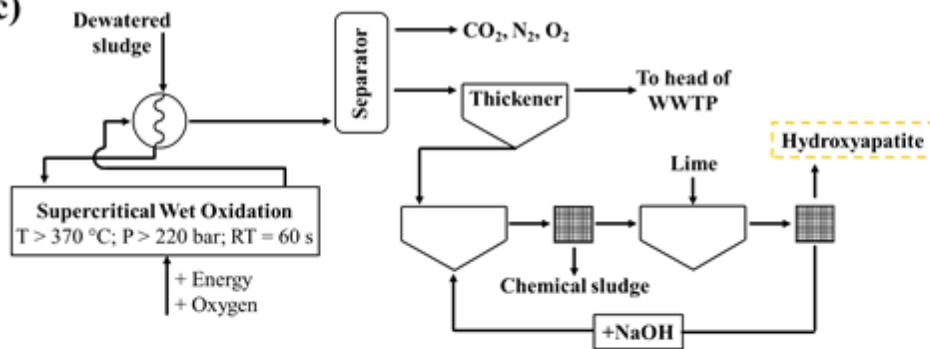 c)
Dewatered
sludge
Separator
CO₂, N₂, O₂
Thickener
To head of
WWTP
Hydroxyapatite
Lime
Supercritical Wet Oxidation
T > 370 °C; P > 220 bar; RT = 60 s
+ Energy
+ Oxygen
Chemical sludge
+NaOH